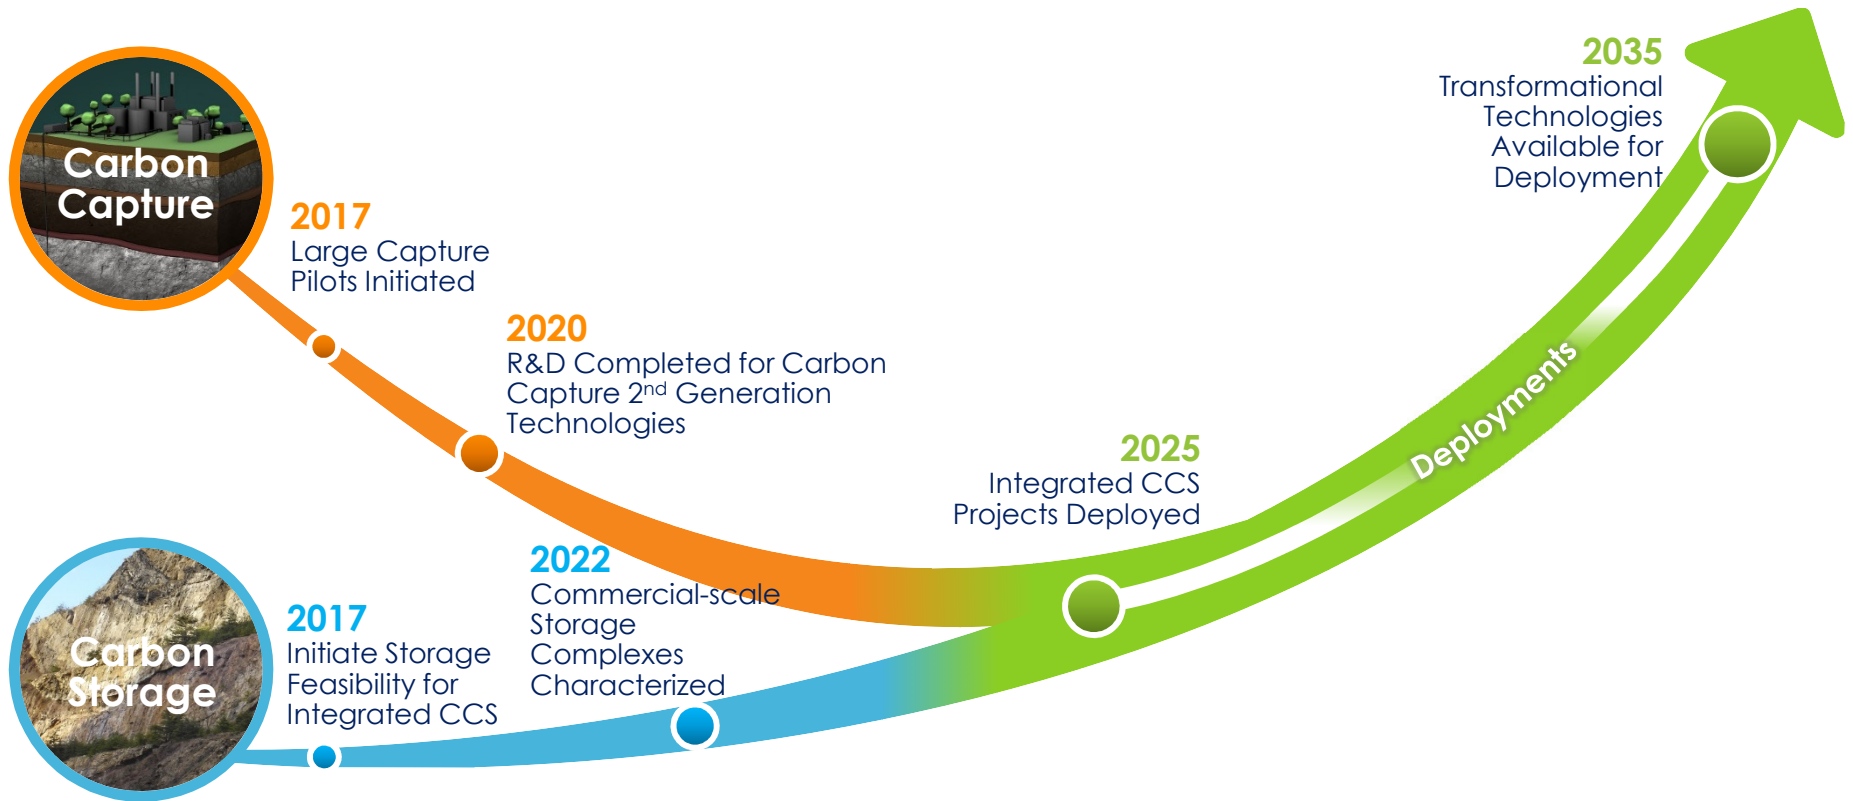 Carbon
Capture
2017
Large Capture
Pilots Initiated
2020
R&D Completed for Carbon
Capture 2nd Generation
Technologies
2035
Transformational
Technologies
Available for
Deployment
Deployments
2025
Integrated CCS
Projects Deployed
Carbon
Storage
2017
Initiate Storage
Feasibility for
Integrated CCS
2022
Commercial-scale
Storage
Complexes
Characterized